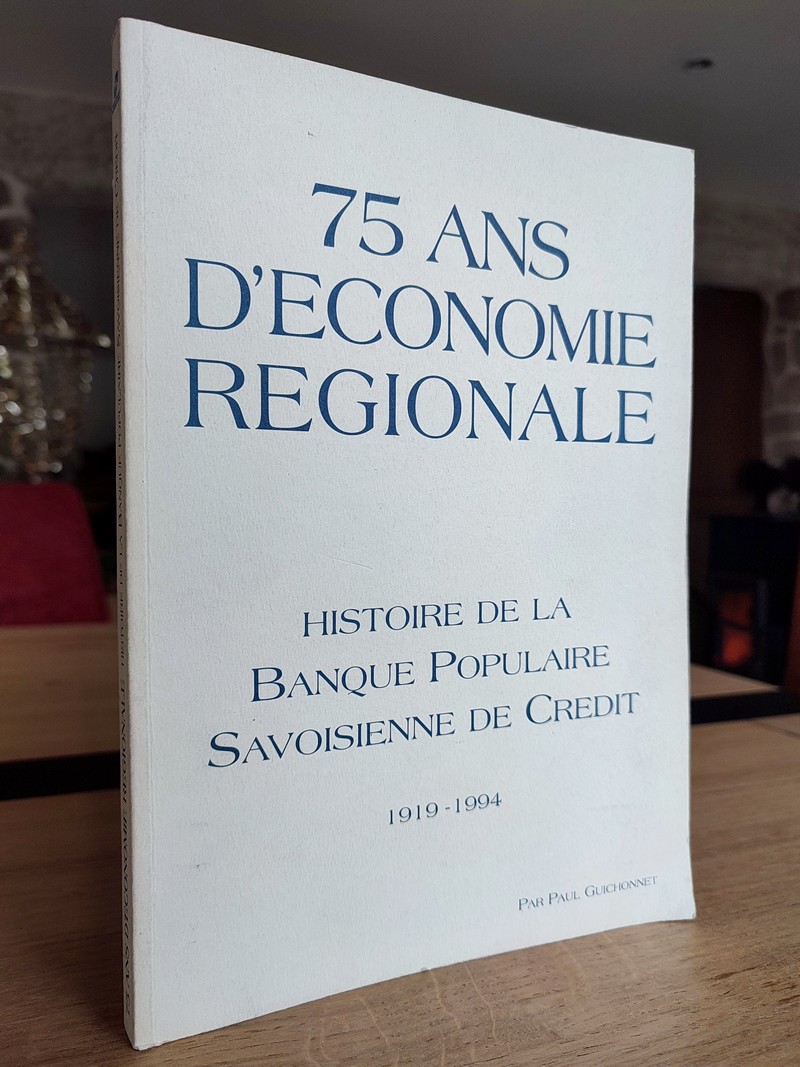 75 ANS
D'ECONOMIE
REGIONALE
HISTOIRE DE LA
BANQUE POPULAIRE
SAVOISIENNE DE CREDIT
1919-1994
PAR PAUL GUICHONNET